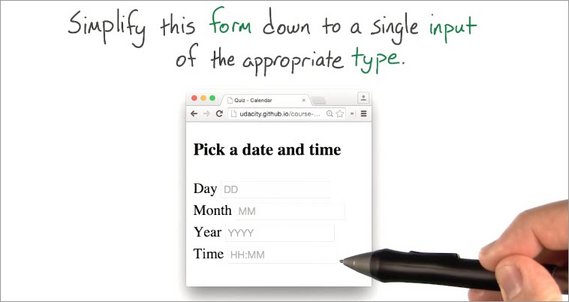 Simplify this form down to a single input
of the appropriate type.
Quiz - Calendar
udacity.github.io/course-...
Pick a date and time
Day DD
Month MM
Year YYYY
Time HH:MM